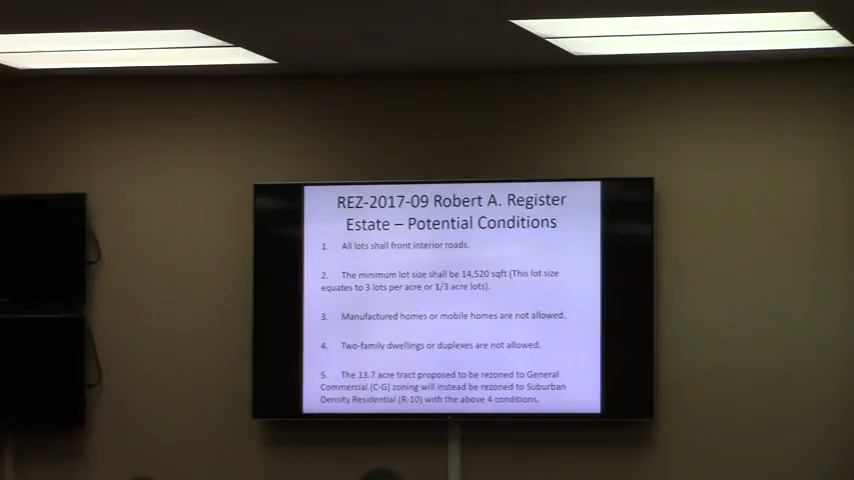 REZ-2017-09 Robert A. Register
Estate – Potential Conditions
1. All lots shall front interior roads.
2. The minimum lot size shall be 14,520 sqft (This lot size
equates to 3 lots per acre or 1/3 acre lots).
3. Manufactured homes or mobile homes are not allowed.
4. Two-family dwellings or duplexes are not allowed.
5. The 13.7 acre tract proposed to be rezoned to General
Commercial (C-G) zoning will instead be rezoned to Suburban
Density Residential (R-10) with the above 4 conditions.